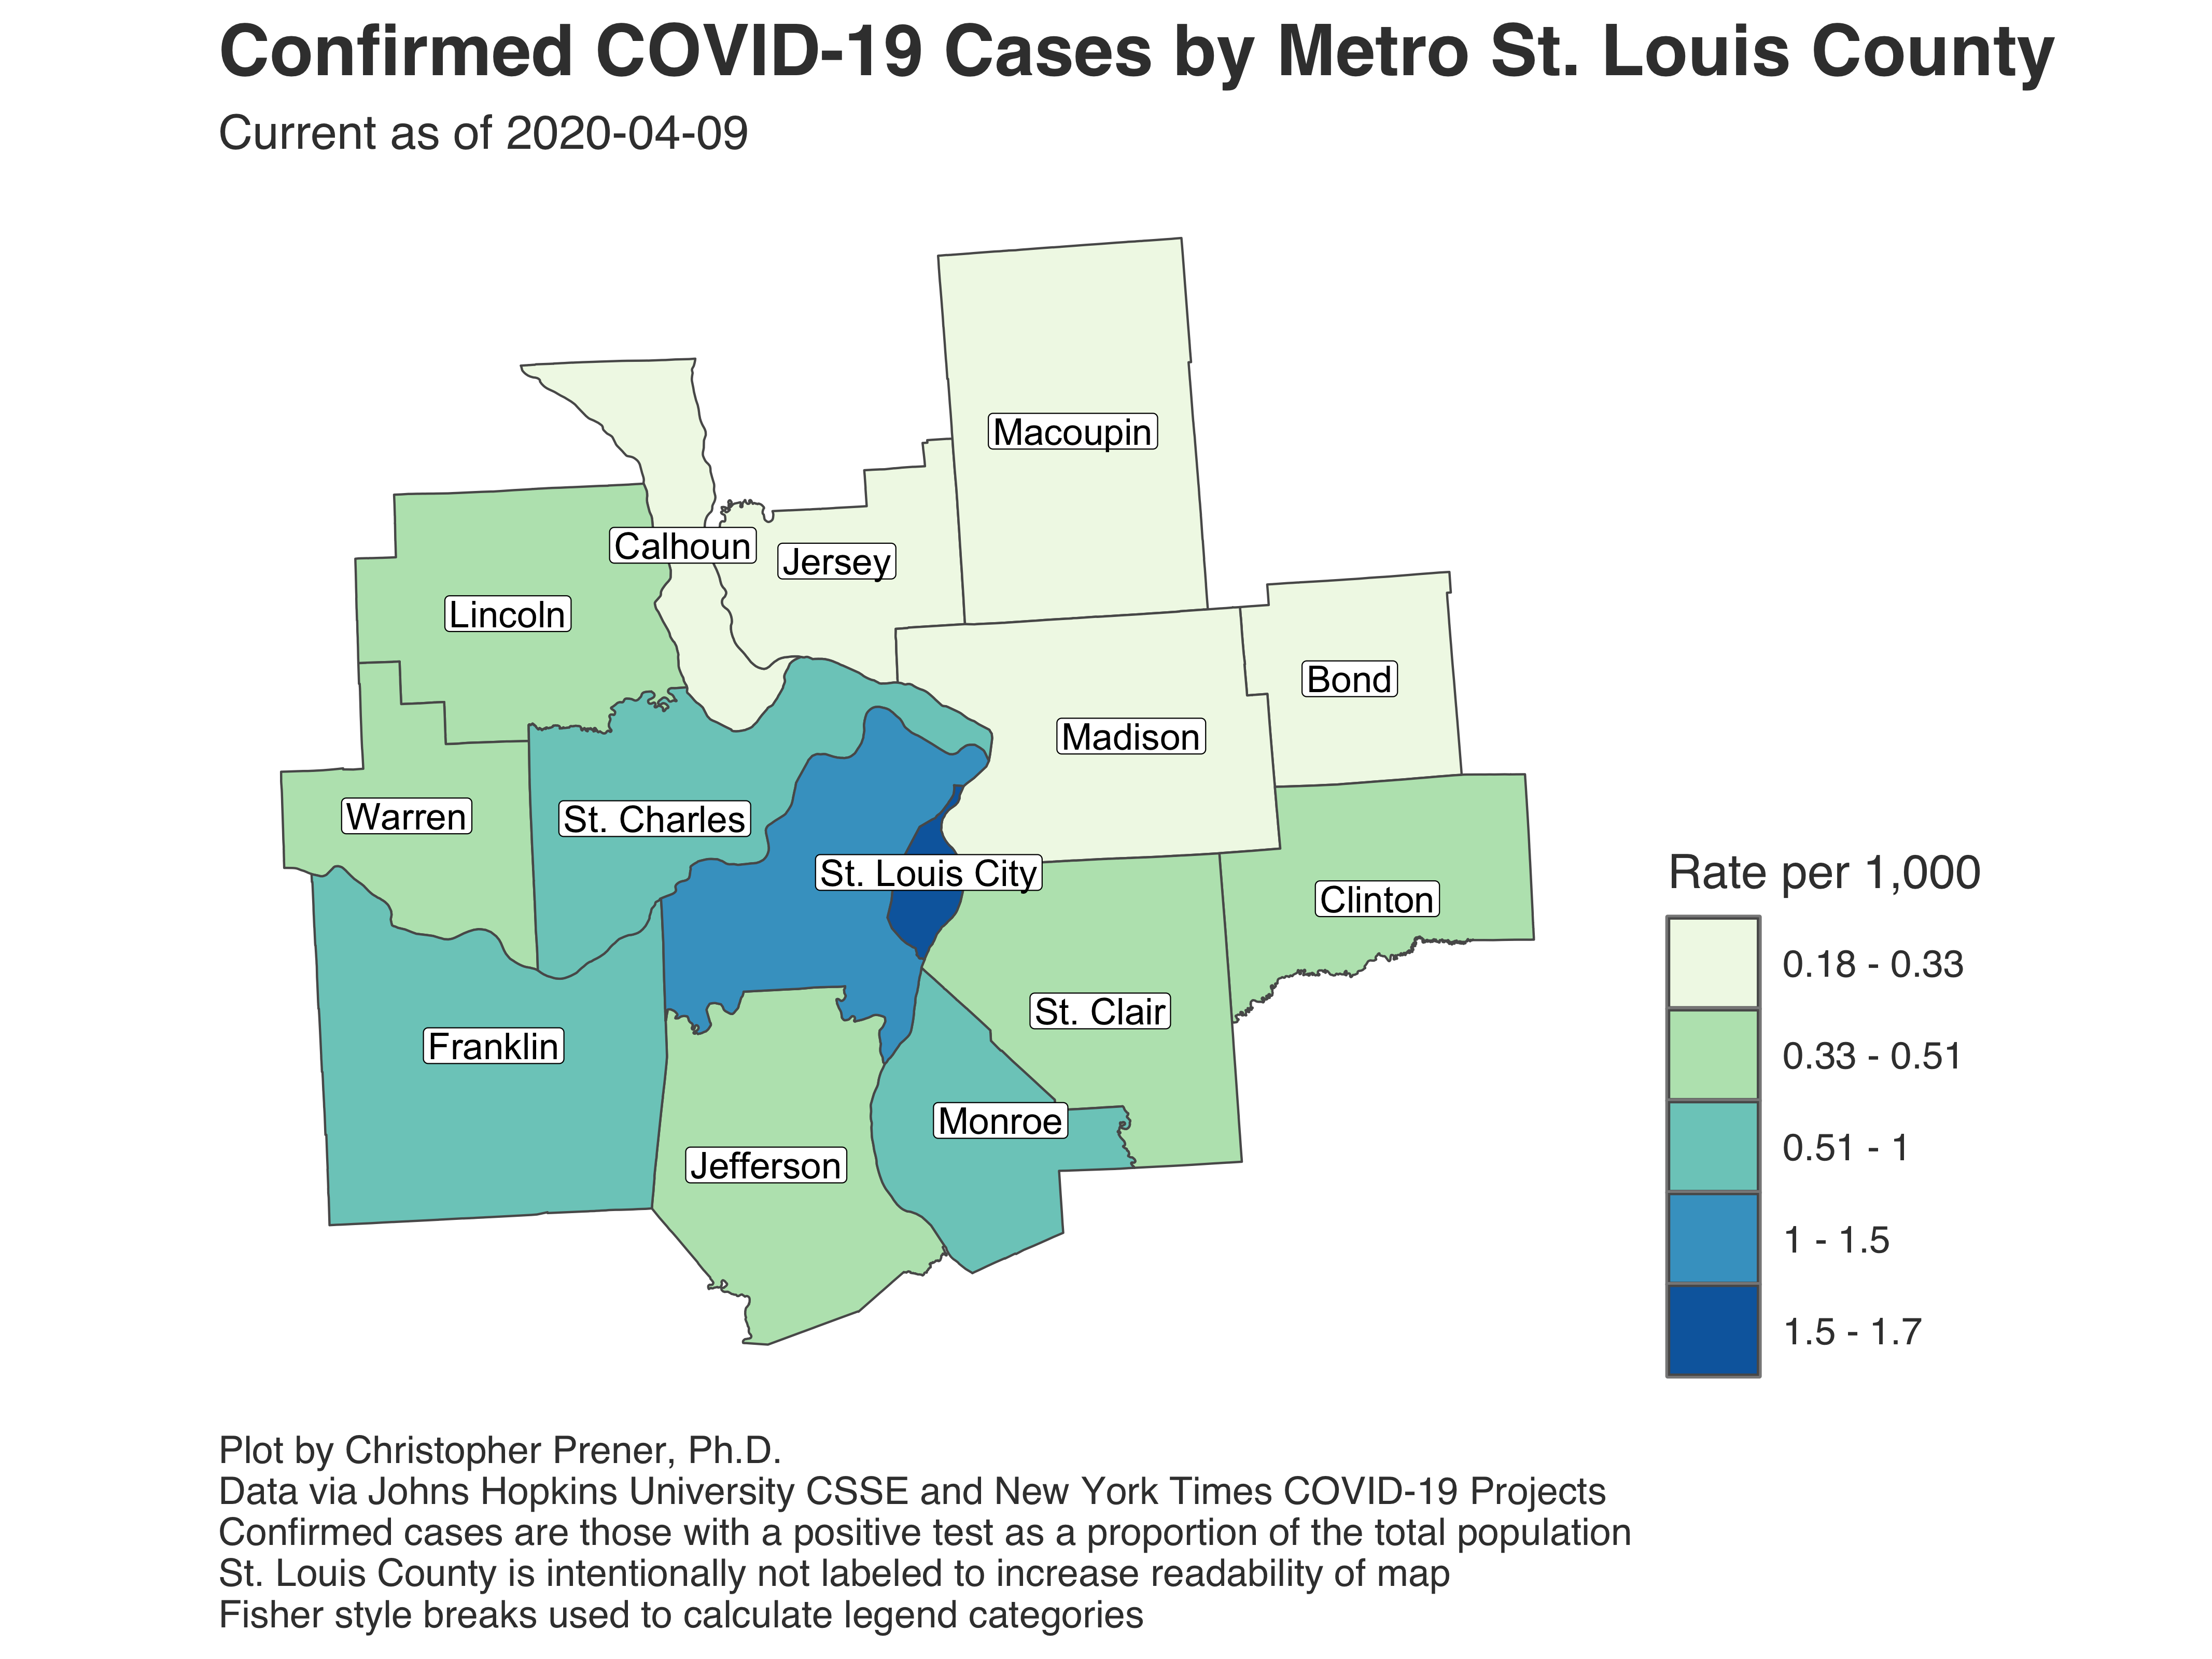 Confirmed COVID-19 Cases by Metro St. Louis County
Current as of 2020-04-09
Macoupin
Calhoun
Jersey
Lincoln
Bond
Madison
Warren
St. Charles
St. Louis City
Clinton
St. Clair
Franklin
Monroe
Jefferson
Rate per 1,000
0.18 - 0.33
0.33 - 0.51
0.51 - 1
1 - 1.5
1.5 - 1.7
Plot by Christopher Prener, Ph.D.
Data via Johns Hopkins University CSSE and New York Times COVID-19 Projects
Confirmed cases are those with a positive test as a proportion of the total population
St. Louis County is intentionally not labeled to increase readability of map
Fisher style breaks used to calculate legend categories